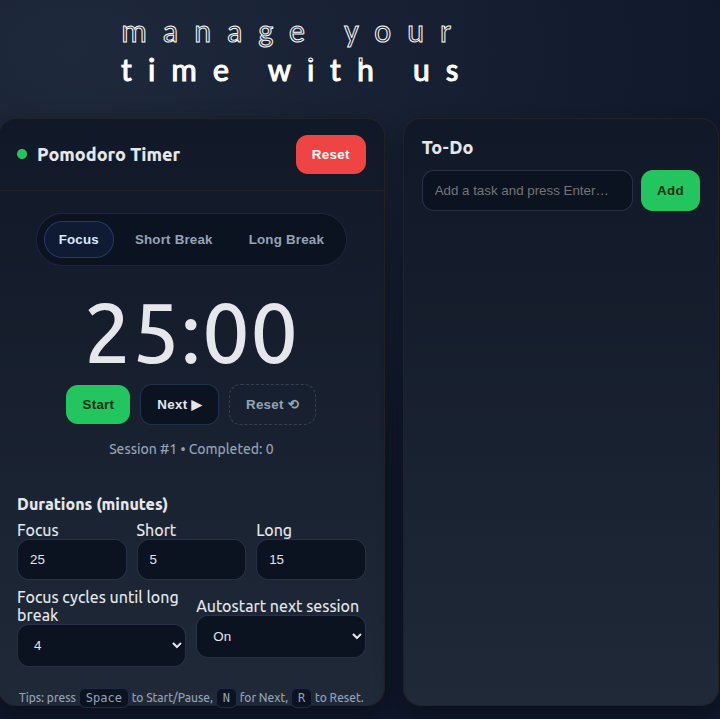 manage your
time with us
Pomodoro Timer
Reset
Focus
Short Break
Long Break
25:00
Start
Next ▶
Reset ⟲
Session #1 • Completed: 0
Durations (minutes)
Focus
Short
Long
25
5
15
Focus cycles until long
break
Autostart next session
4
On
Tips: press Space to Start/Pause, N for Next, R to Reset.
To-Do
Add a task and press Enter…
Add